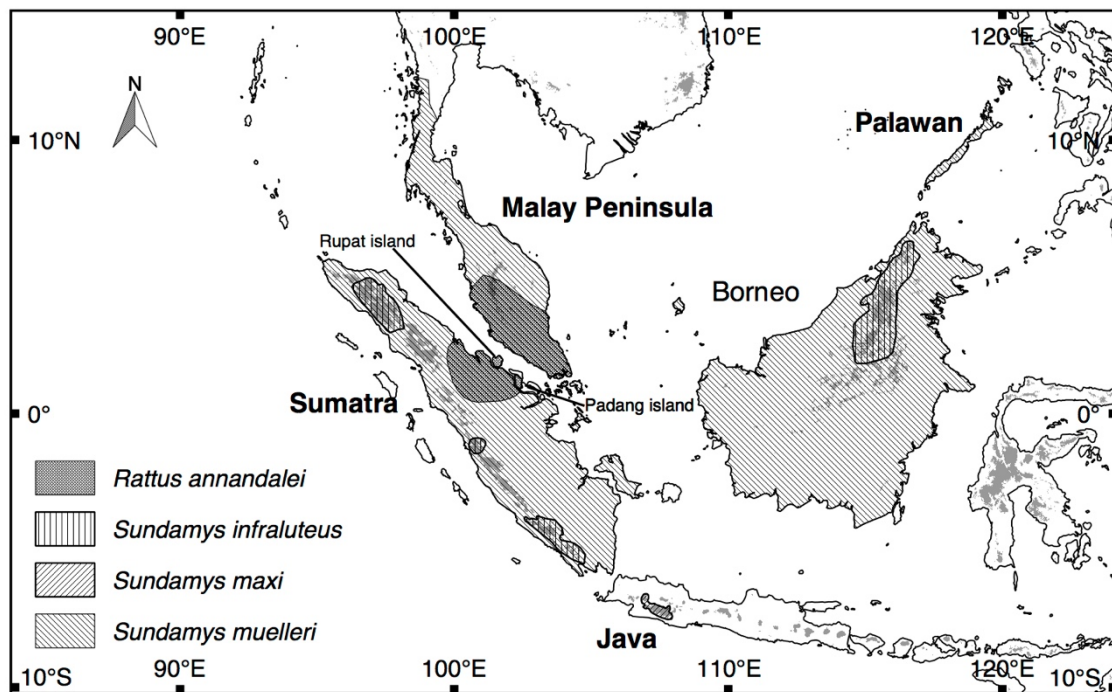 90°E 100°E 110°E 120°E
N
10°N
Palawan
10°N
Malay Peninsula
Rupat island
Borneo
Sumatra
Padang island
0°
0°
Rattus annandalei
Sundamys infraluteus
Sundamys maxi
Sundamys muelleri
Java
10°S
90°E 100°E 110°E 120°E
10°S